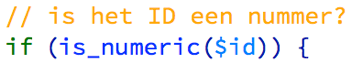 // is het ID een nummer?
if (is_numeric($id)) {